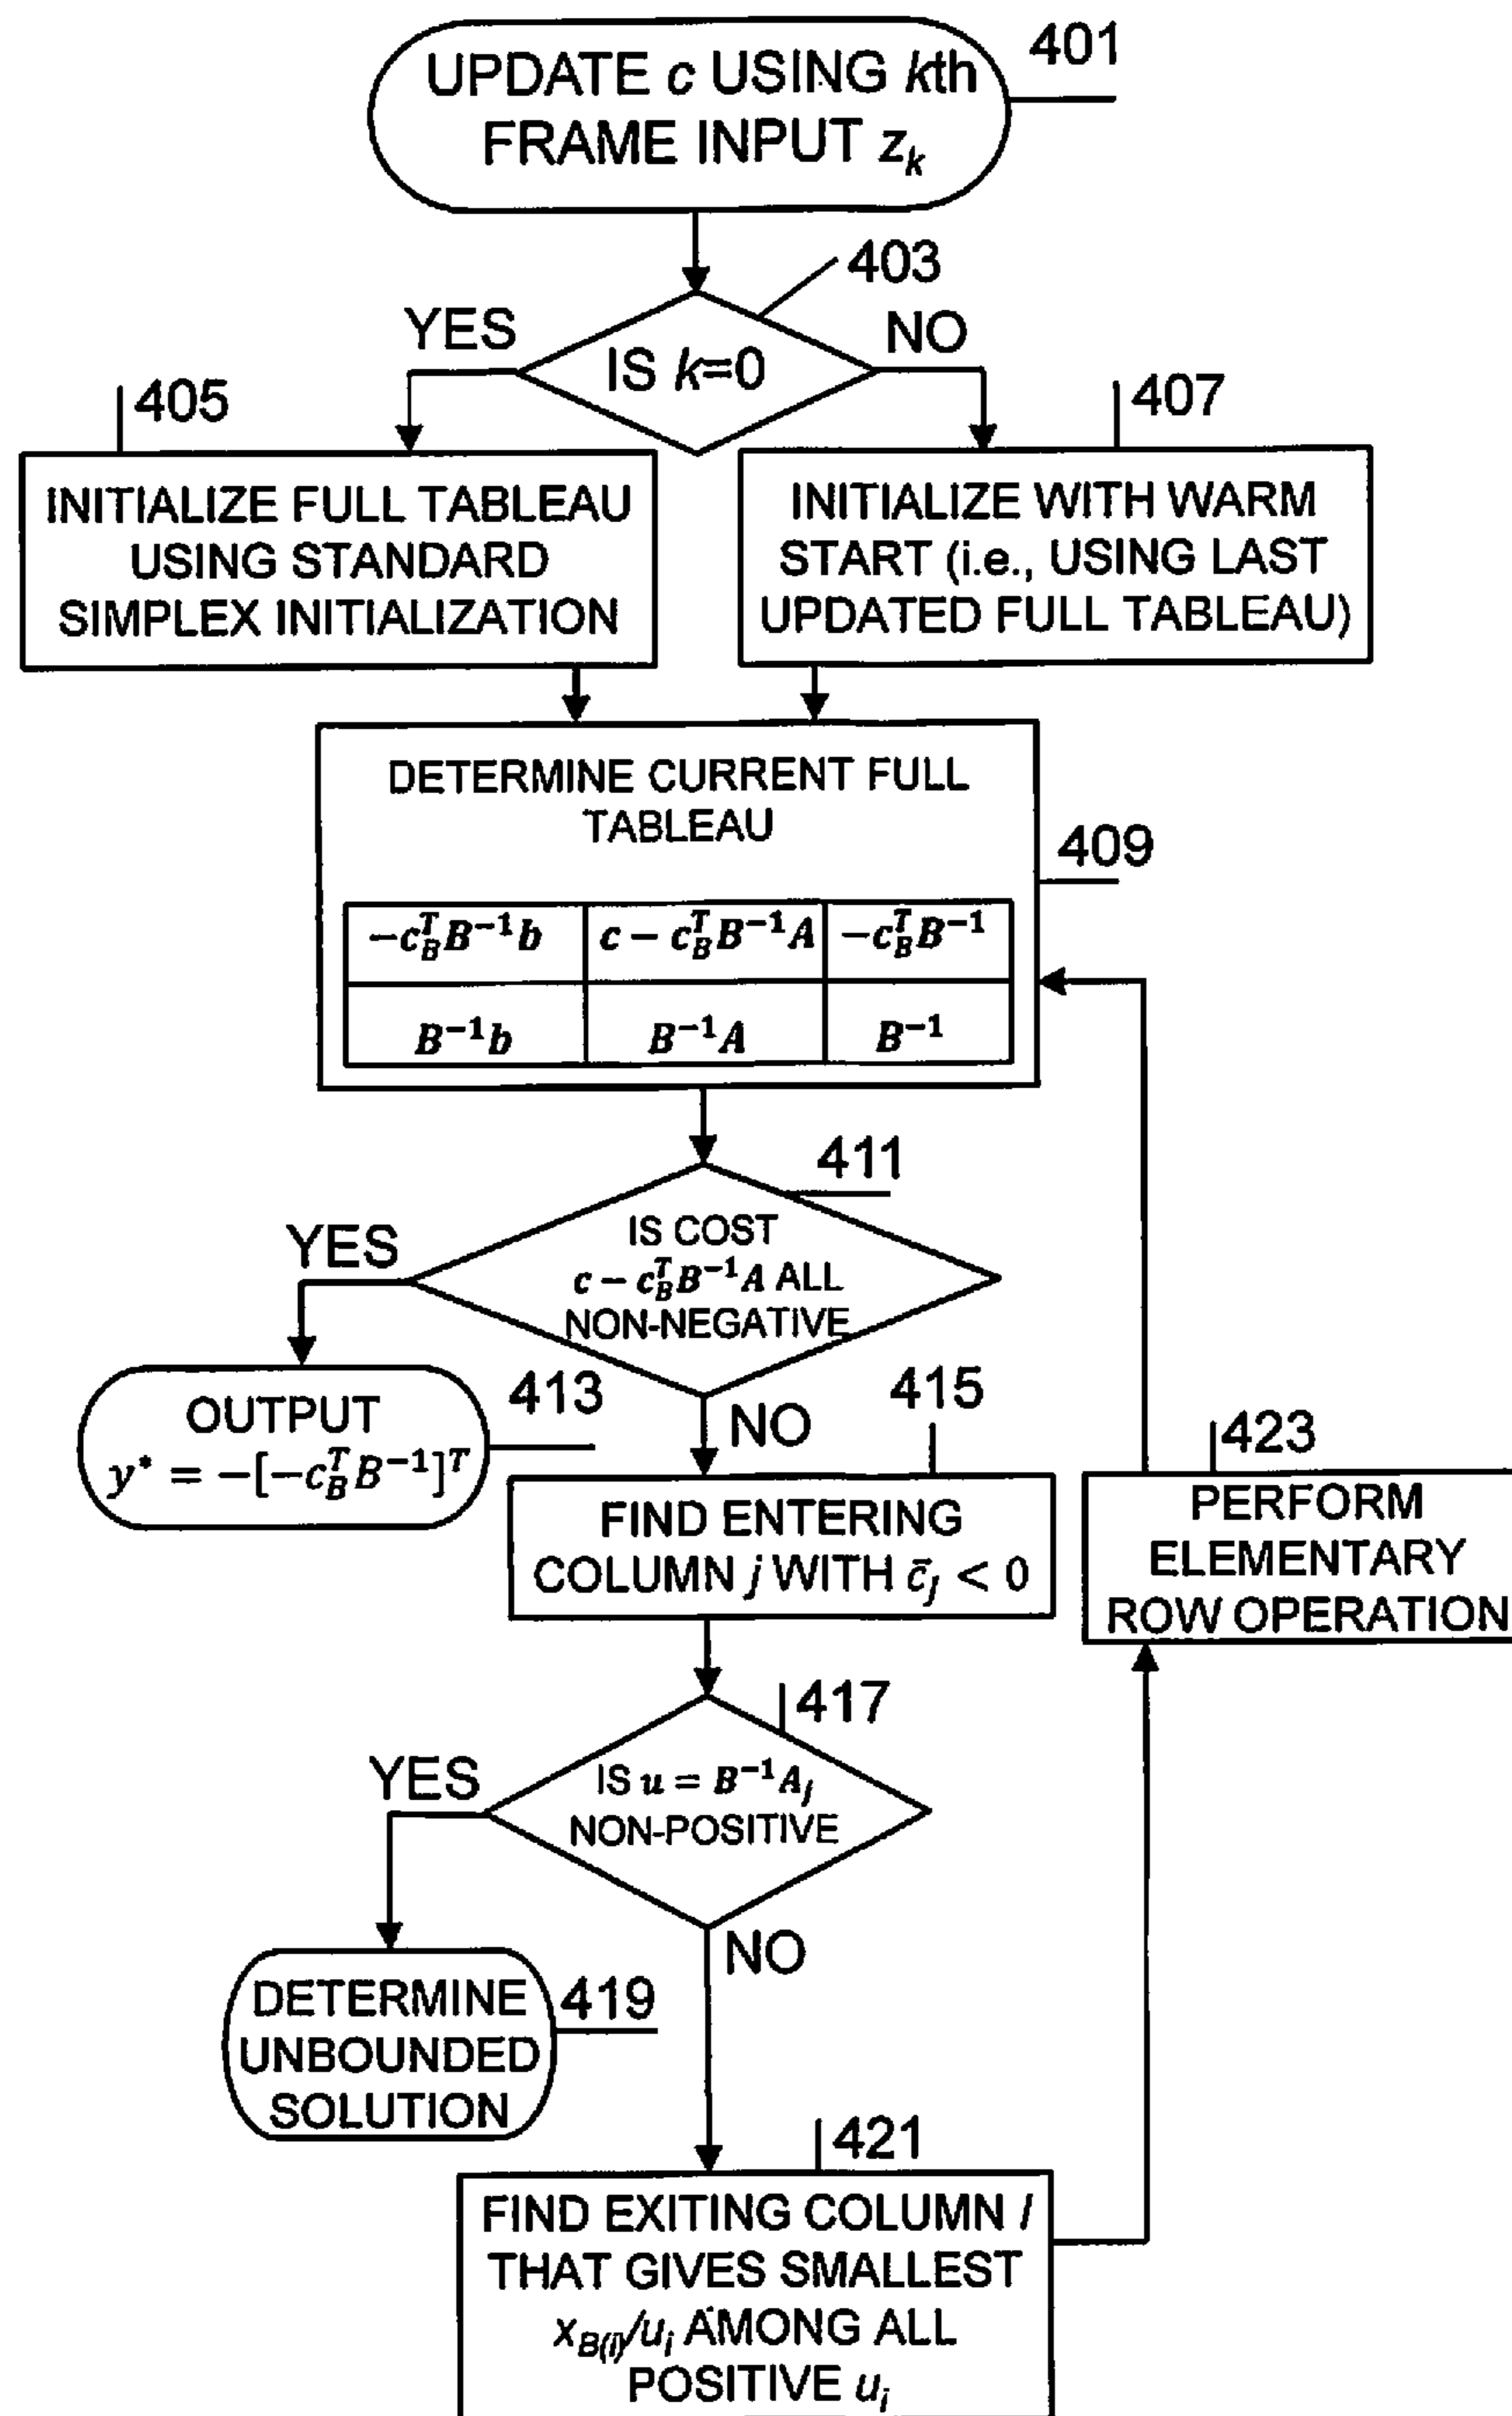 UPDATE c USING kth
FRAME INPUT z_k
401
403
YES
NO
IS k=0
405
407
INITIALIZE FULL TABLEAU
USING STANDARD
SIMPLEX INITIALIZATION
INITIALIZE WITH WARM
START (i.e., USING LAST
UPDATED FULL TABLEAU)
DETERMINE CURRENT FULL
TABLEAU
409
−c_B^T B^{−1} b
c − c_B^T B^{−1} A
−c_B^T B^{−1}
B^{−1} b
B^{−1} A
B^{−1}
411
YES
IS COST
c − c_B^T B^{−1} A ALL
NON-NEGATIVE
413
OUTPUT
y* = −[−c_B^T B^{−1}]^T
NO
415
FIND ENTERING
COLUMN j WITH c̄_j < 0
423
PERFORM
ELEMENTARY
ROW OPERATION
417
YES
IS u = B^{−1} A_j
NON-POSITIVE
NO
DETERMINE
UNBOUNDED
SOLUTION
419
421
FIND EXITING COLUMN l
THAT GIVES SMALLEST
x_{B(i)}/u_i AMONG ALL
POSITIVE u_i